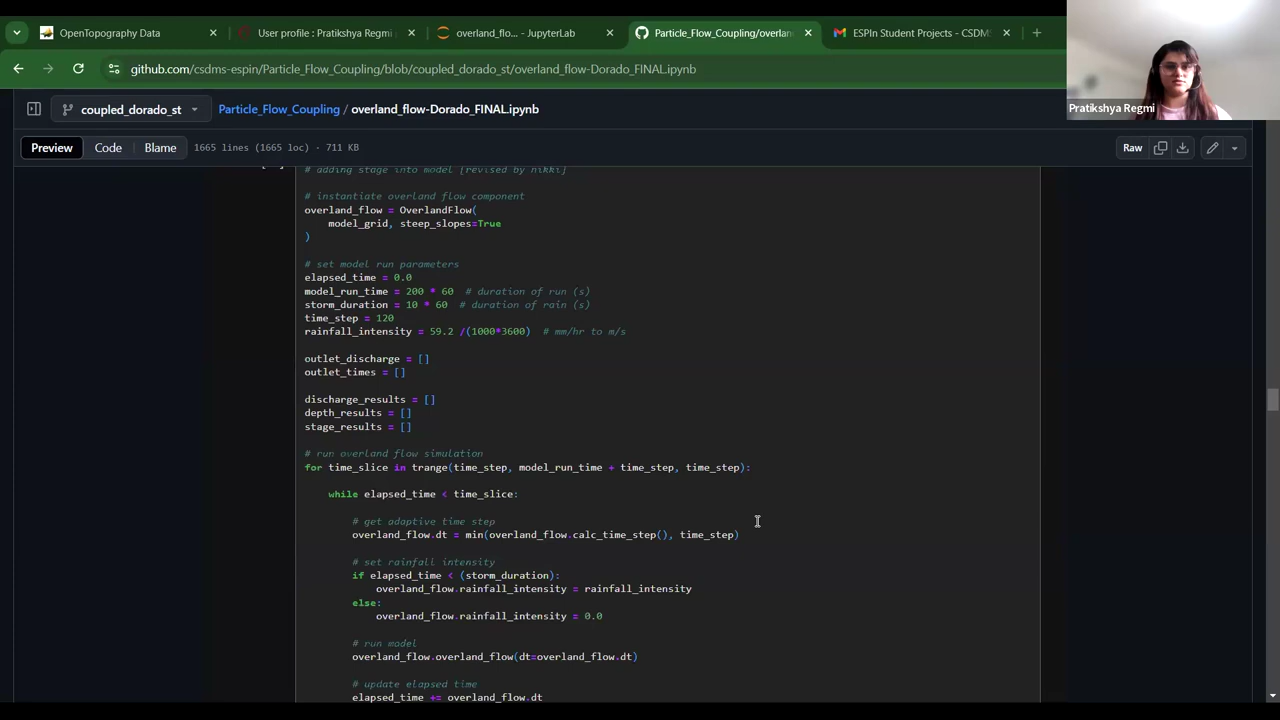 OpenTopography Data
User profile : Pratikshya Regmi
overland_flo... - JupyterLab
Particle_Flow_Coupling/overlan
ESPIn Student Projects - CSDMS
github.com/csdms-espin/Particle_Flow_Coupling/blob/coupled_dorado_st/overland_flow-Dorado_FINAL.ipynb
Pratikshya Regmi
coupled_dorado_st
Particle_Flow_Coupling / overland_flow-Dorado_FINAL.ipynb
Preview
Code
Blame
1665 lines (1665 loc) · 711 KB
Raw
# adding stage into model [revised by nikki]
# instantiate overland flow component
overland_flow = OverlandFlow(
model_grid, steep_slopes=True
)
# set model run parameters
elapsed_time = 0.0
model_run_time = 200 * 60 # duration of run (s)
storm_duration = 10 * 60 # duration of rain (s)
time_step = 120
rainfall_intensity = 59.2 /(1000*3600) # mm/hr to m/s
outlet_discharge = []
outlet_times = []
discharge_results = []
depth_results = []
stage_results = []
# run overland flow simulation
for time_slice in trange(time_step, model_run_time + time_step, time_step):
while elapsed_time < time_slice:
# get adaptive time step
overland_flow.dt = min(overland_flow.calc_time_step(), time_step)
# set rainfall intensity
if elapsed_time < (storm_duration):
overland_flow.rainfall_intensity = rainfall_intensity
else:
overland_flow.rainfall_intensity = 0.0
# run model
overland_flow.overland_flow(dt=overland_flow.dt)
# update elapsed time
elapsed_time += overland_flow.dt